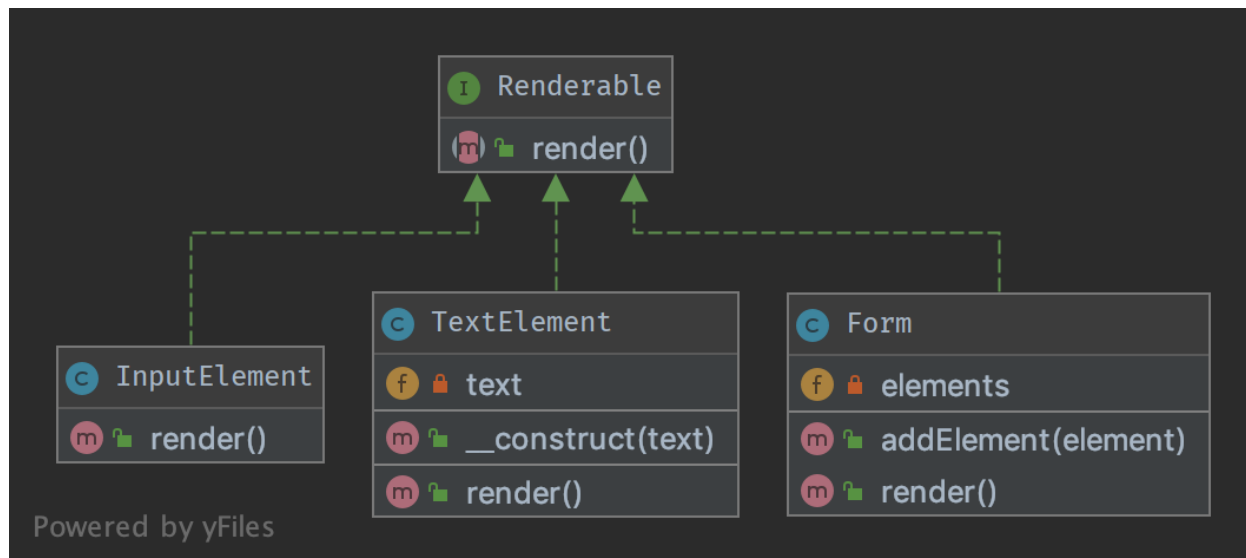 I Renderable
m render()
C InputElement
m render()
C TextElement
f text
m __construct(text)
m render()
C Form
f elements
m addElement(element)
m render()
Powered by yFiles